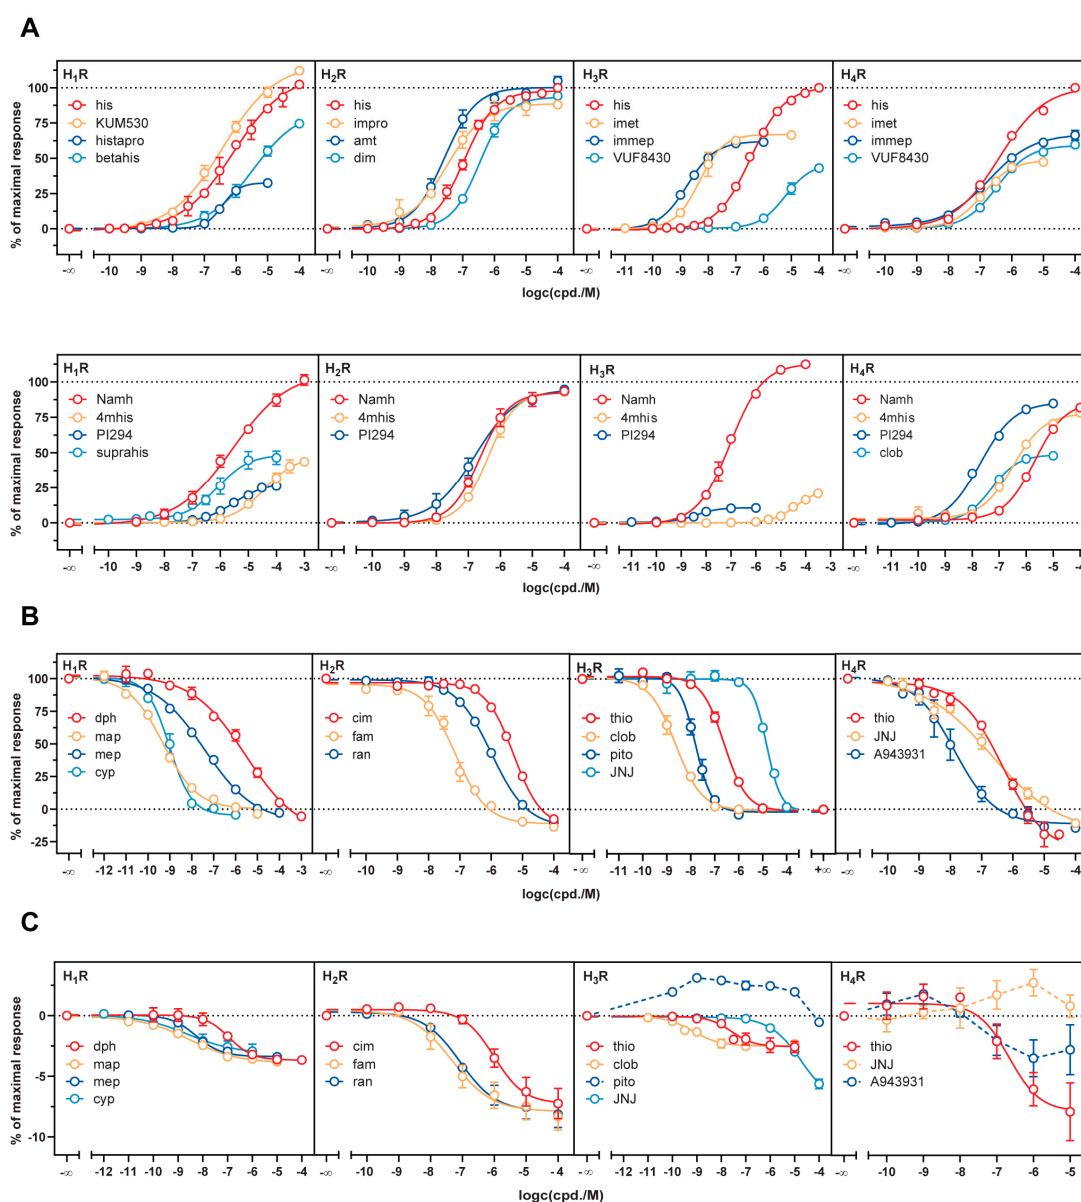 A
H1R
his
KUM530
histapro
betahis
H2R
his
impro
amt
dim
H3R
his
imet
immep
VUF8430
H4R
his
imet
immep
VUF8430
% of maximal response
100
75
50
25
0
-∞ -10 -9 -8 -7 -6 -5 -4
-∞ -10 -9 -8 -7 -6 -5 -4
-∞ -11 -10 -9 -8 -7 -6 -5 -4
-∞ -10 -9 -8 -7 -6 -5 -4
logc(cpd./M)
H1R
Namh
4mhis
PI294
suprahis
H2R
Namh
4mhis
PI294
H3R
Namh
4mhis
PI294
H4R
Namh
4mhis
PI294
clob
% of maximal response
100
75
50
25
0
-∞ -10 -9 -8 -7 -6 -5 -4 -3
-∞ -10 -9 -8 -7 -6 -5 -4
-∞ -11 -10 -9 -8 -7 -6 -5 -4 -3
-∞ -11 -10 -9 -8 -7 -6 -5 -4
logc(cpd./M)
B
H1R
dph
map
mep
cyp
H2R
cim
fam
ran
H3R
thio
clob
pito
JNJ
H4R
thio
JNJ
A943931
% of maximal response
100
75
50
25
0
-25
-∞ -12 -11 -10 -9 -8 -7 -6 -5 -4 -3
-∞ -10 -9 -8 -7 -6 -5 -4
-∞ -11 -10 -9 -8 -7 -6 -5 -4 +∞
-∞ -10 -9 -8 -7 -6 -5 -4
logc(cpd./M)
C
H1R
dph
map
mep
cyp
H2R
cim
fam
ran
H3R
thio
clob
pito
JNJ
H4R
thio
JNJ
A943931
% of maximal response
0
-5
-10
-∞ -12 -11 -10 -9 -8 -7 -6 -5 -4
-∞ -10 -9 -8 -7 -6 -5 -4
-∞ -12 -11 -10 -9 -8 -7 -6 -5 -4
-∞ -10 -9 -8 -7 -6 -5
logc(cpd./M)